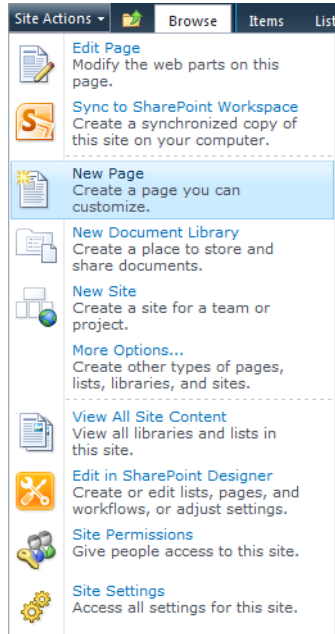 Site Actions Browse Items List
Edit Page
Modify the web parts on this
page.
Sync to SharePoint Workspace
Create a synchronized copy of
this site on your computer.
New Page
Create a page you can
customize.
New Document Library
Create a place to store and
share documents.
New Site
Create a site for a team or
project.
More Options...
Create other types of pages,
lists, libraries, and sites.
View All Site Content
View all libraries and lists in
this site.
Edit in SharePoint Designer
Create or edit lists, pages, and
workflows, or adjust settings.
Site Permissions
Give people access to this site.
Site Settings
Access all settings for this site.